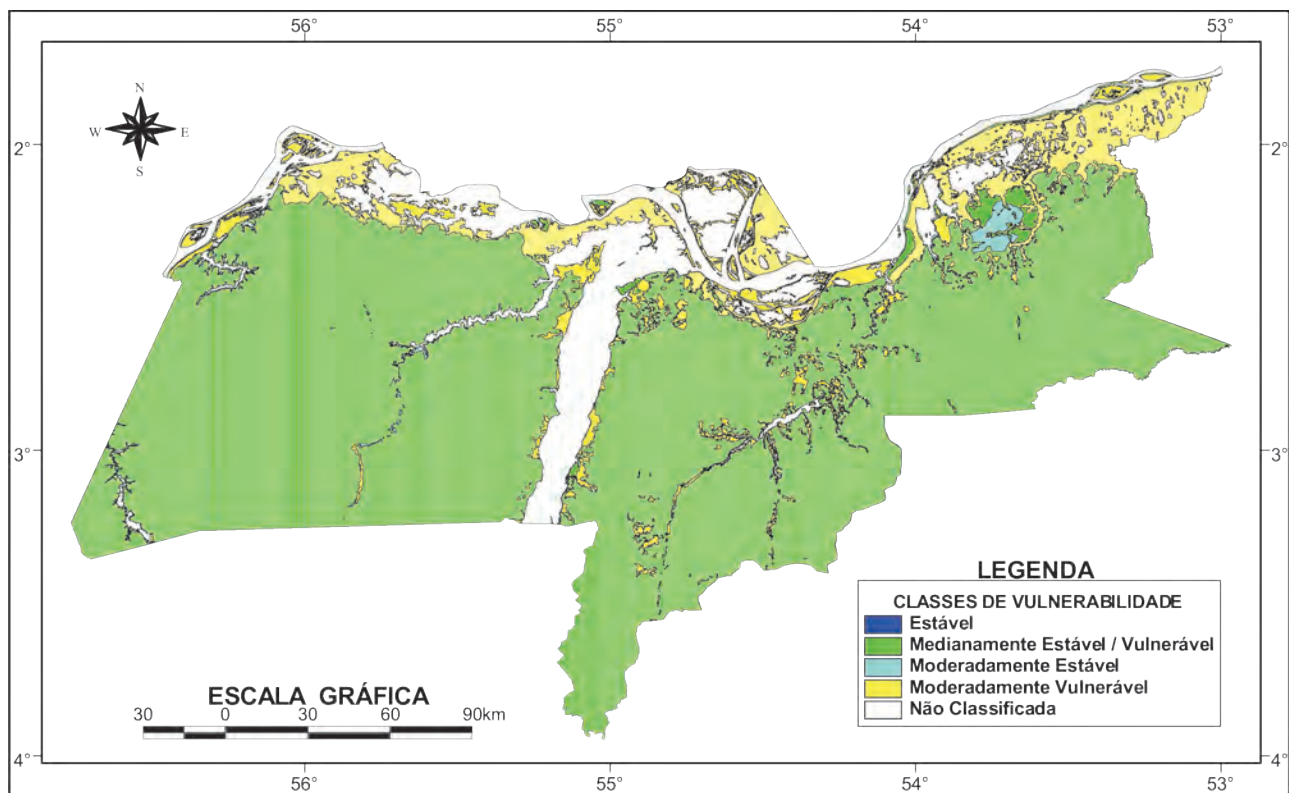 56° 55° 54° 53°
N
W E
S
2° 2°
3° 3°
LEGENDA
CLASSES DE VULNERABILIDADE
Estável
Medianamente Estável / Vulnerável
Moderadamente Estável
Moderadamente Vulnerável
Não Classificada
ESCALA GRÁFICA
30 0 30 60 90km
4° 4°
56° 55° 54° 53°